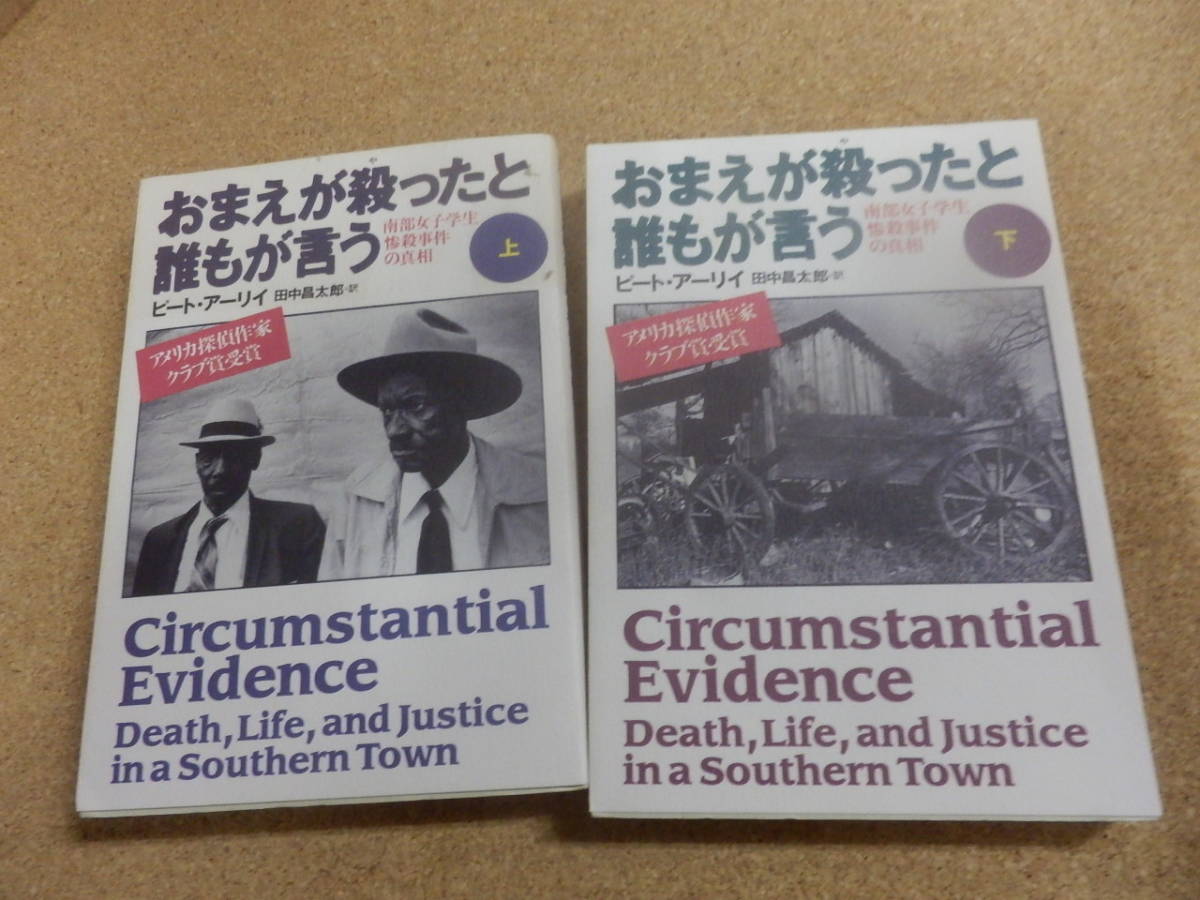 おまえが殺ったと
誰もが言う
南部女子学生
惨殺事件
の真相
上
ピート・アーリイ 田中昌太郎・訳
アメリカ探偵作家
クラブ賞受賞
Circumstantial
Evidence
Death, Life, and Justice
in a Southern Town
おまえが殺ったと
誰もが言う
南部女子学生
惨殺事件
の真相
下
ピート・アーリイ 田中昌太郎・訳
アメリカ探偵作家
クラブ賞受賞
Circumstantial
Evidence
Death, Life, and Justice
in a Southern Town